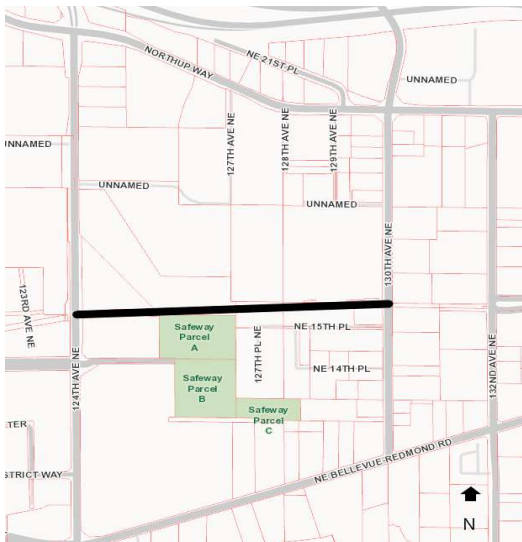 NE 21ST PL
NORTHUP WAY
UNNAMED
UNNAMED
127TH AVE NE
128TH AVE NE
129TH AVE NE
UNNAMED
UNNAMED
130TH AVE NE
123RD AVE NE
Safeway
Parcel
A
NE 15TH PL
127TH PL NE
124TH AVE NE
NE 14TH PL
132ND AVE NE
Safeway
Parcel
B
Safeway
Parcel
C
TER
STRICT-WAY
NE BELLEVUE-REDMOND RD
N